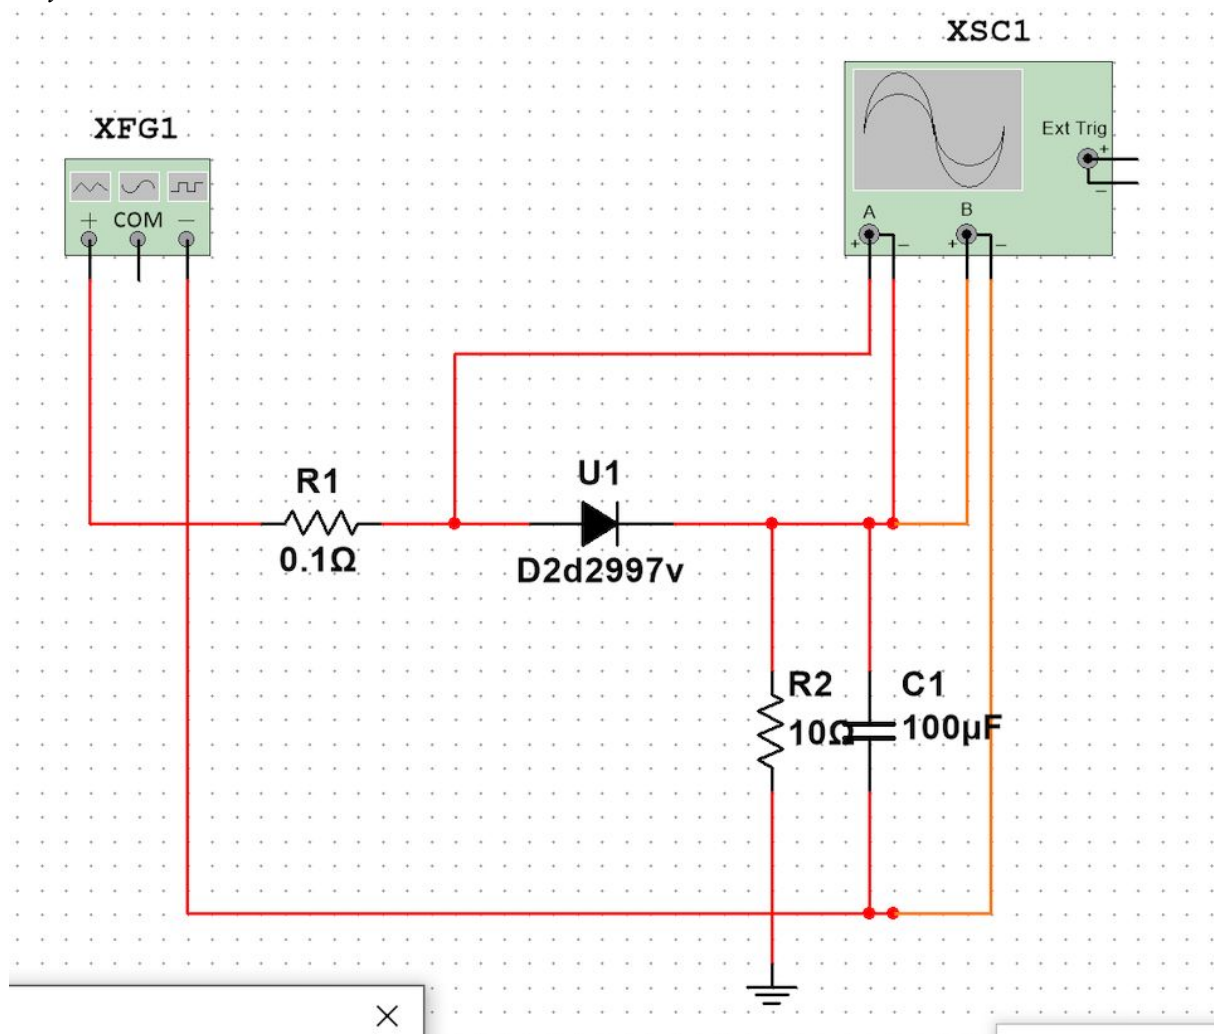 XSC1
XFG1
Ext Trig
+
−
+ COM −
A
B
+ −
+ −
R1
0.1Ω
U1
D2d2997v
R2
10Ω
C1
100µF